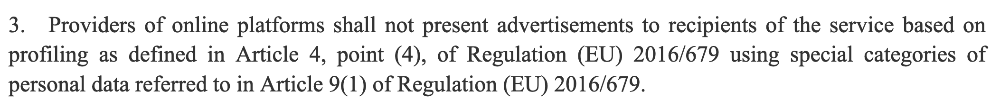 3. Providers of online platforms shall not present advertisements to recipients of the service based on
profiling as defined in Article 4, point (4), of Regulation (EU) 2016/679 using special categories of
personal data referred to in Article 9(1) of Regulation (EU) 2016/679.